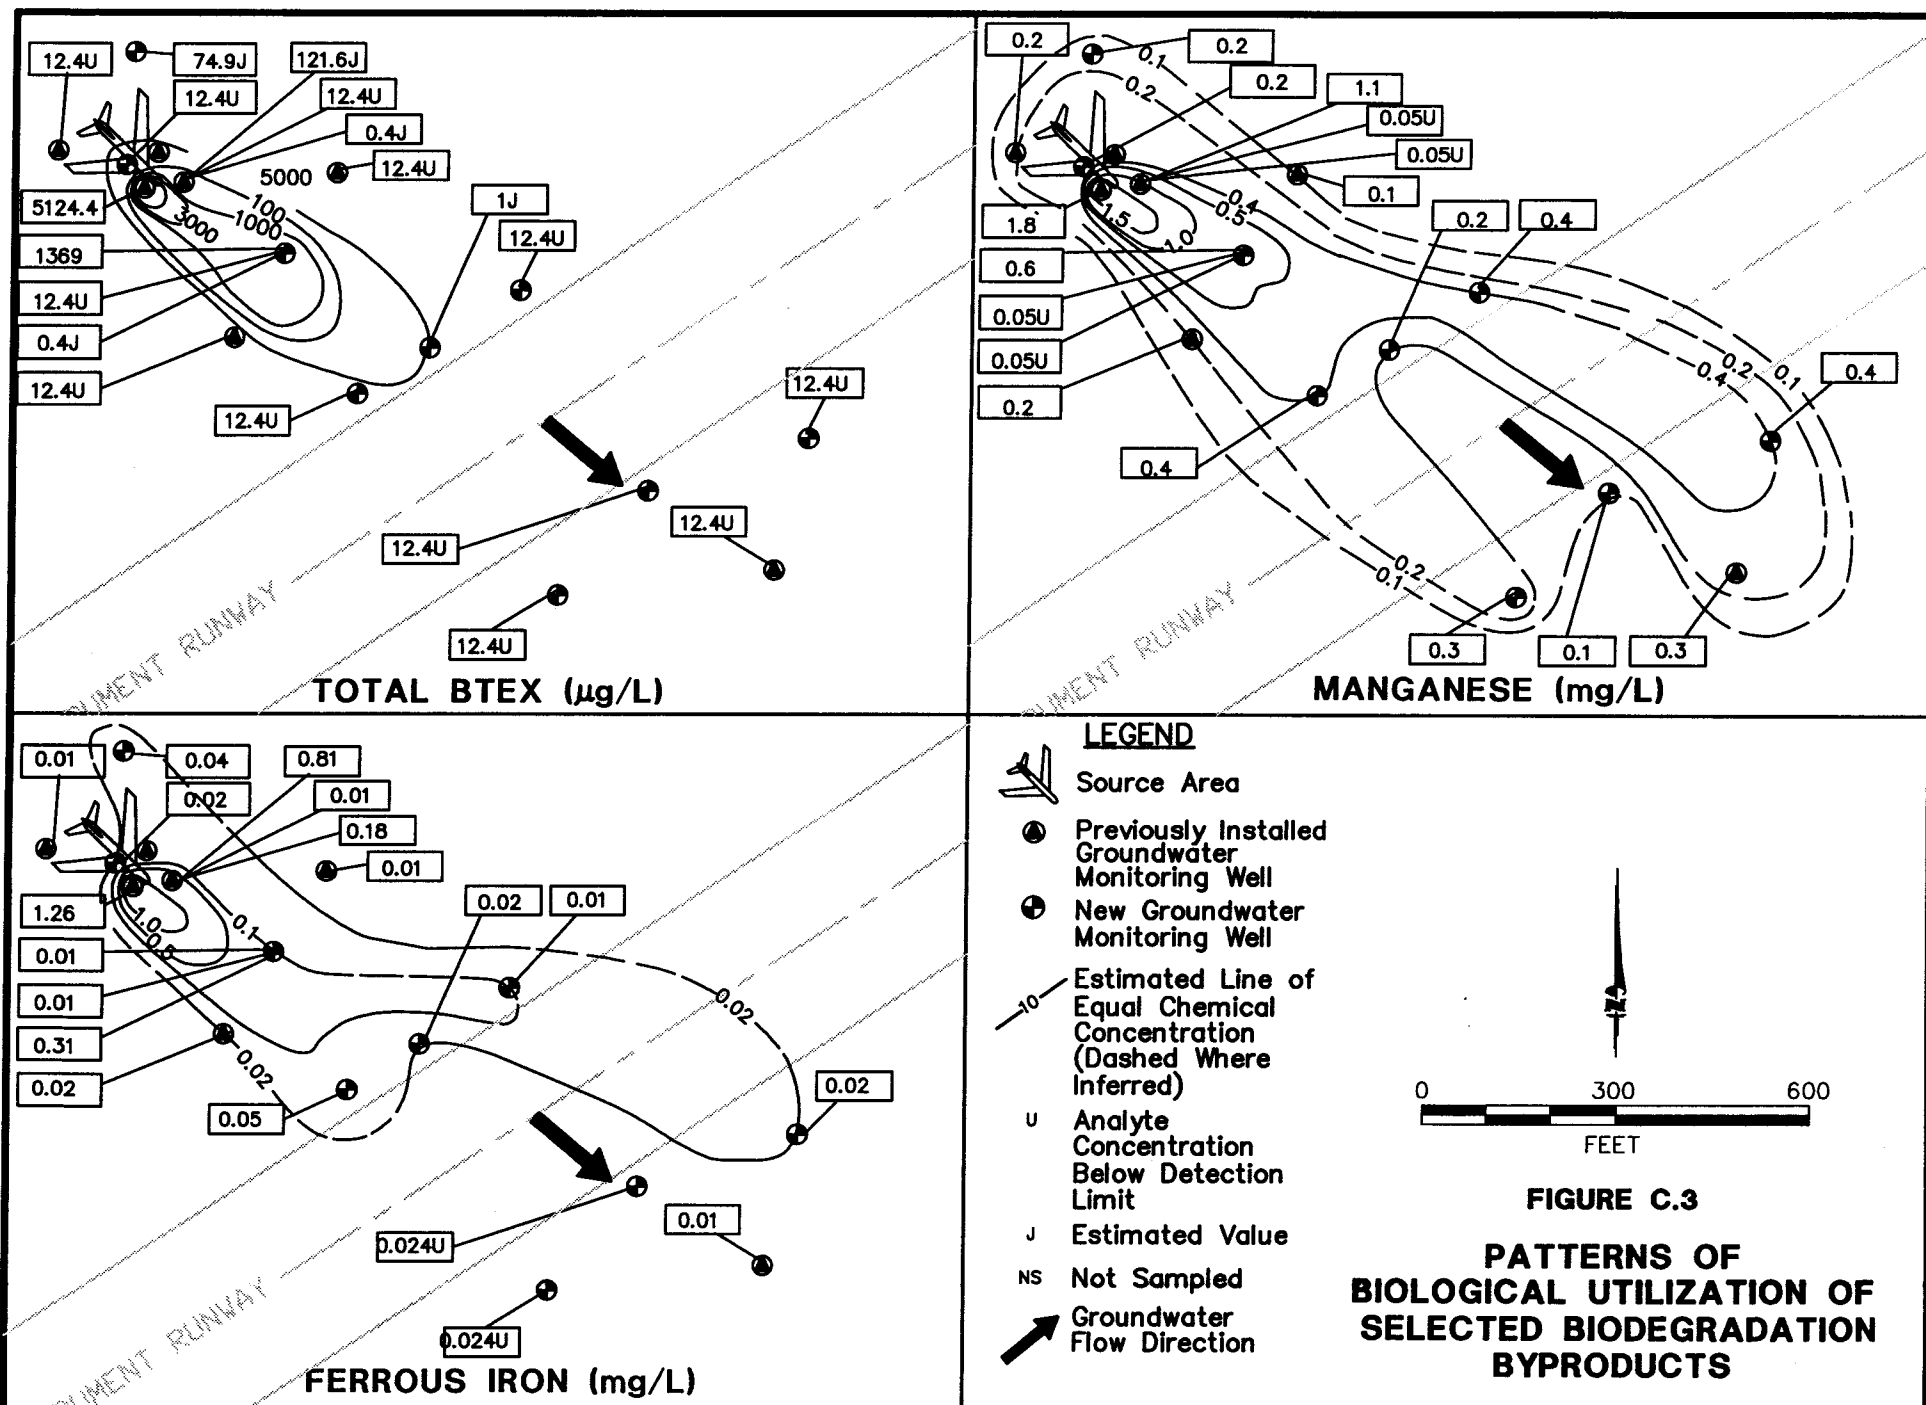 12.4U
74.9J
121.6J
12.4U
12.4U
0.4J
12.4U
5000
100
1000
3000
5124.4
1J
12.4U
1369
12.4U
0.4J
12.4U
12.4U
12.4U
12.4U
12.4U
12.4U
UMENT RUNWAY
TOTAL BTEX (µg/L)
0.2
0.2
0.1
0.2
0.2
1.1
0.05U
0.05U
0.1
0.4
0.5
1.5
1.0
1.8
0.2
0.4
0.6
0.05U
0.05U
0.2
0.2
0.1
0.4
0.4
0.4
0.2
0.1
0.3
0.1
0.3
UMENT RUNWAY
MANGANESE (mg/L)
0.01
0.04
0.81
0.02
0.01
0.18
0.01
1.26
1.0
0.5
0.1
0.02
0.01
0.01
0.01
0.31
0.02
0.02
0.02
0.05
0.02
0.024U
0.01
0.024U
UMENT RUNWAY
FERROUS IRON (mg/L)
LEGEND
Source Area
Previously Installed
Groundwater
Monitoring Well
New Groundwater
Monitoring Well
10
Estimated Line of
Equal Chemical
Concentration
(Dashed Where
Inferred)
U Analyte
Concentration
Below Detection
Limit
J Estimated Value
NS Not Sampled
Groundwater
Flow Direction
N
0 300 600
FEET
FIGURE C.3
PATTERNS OF
BIOLOGICAL UTILIZATION OF
SELECTED BIODEGRADATION
BYPRODUCTS